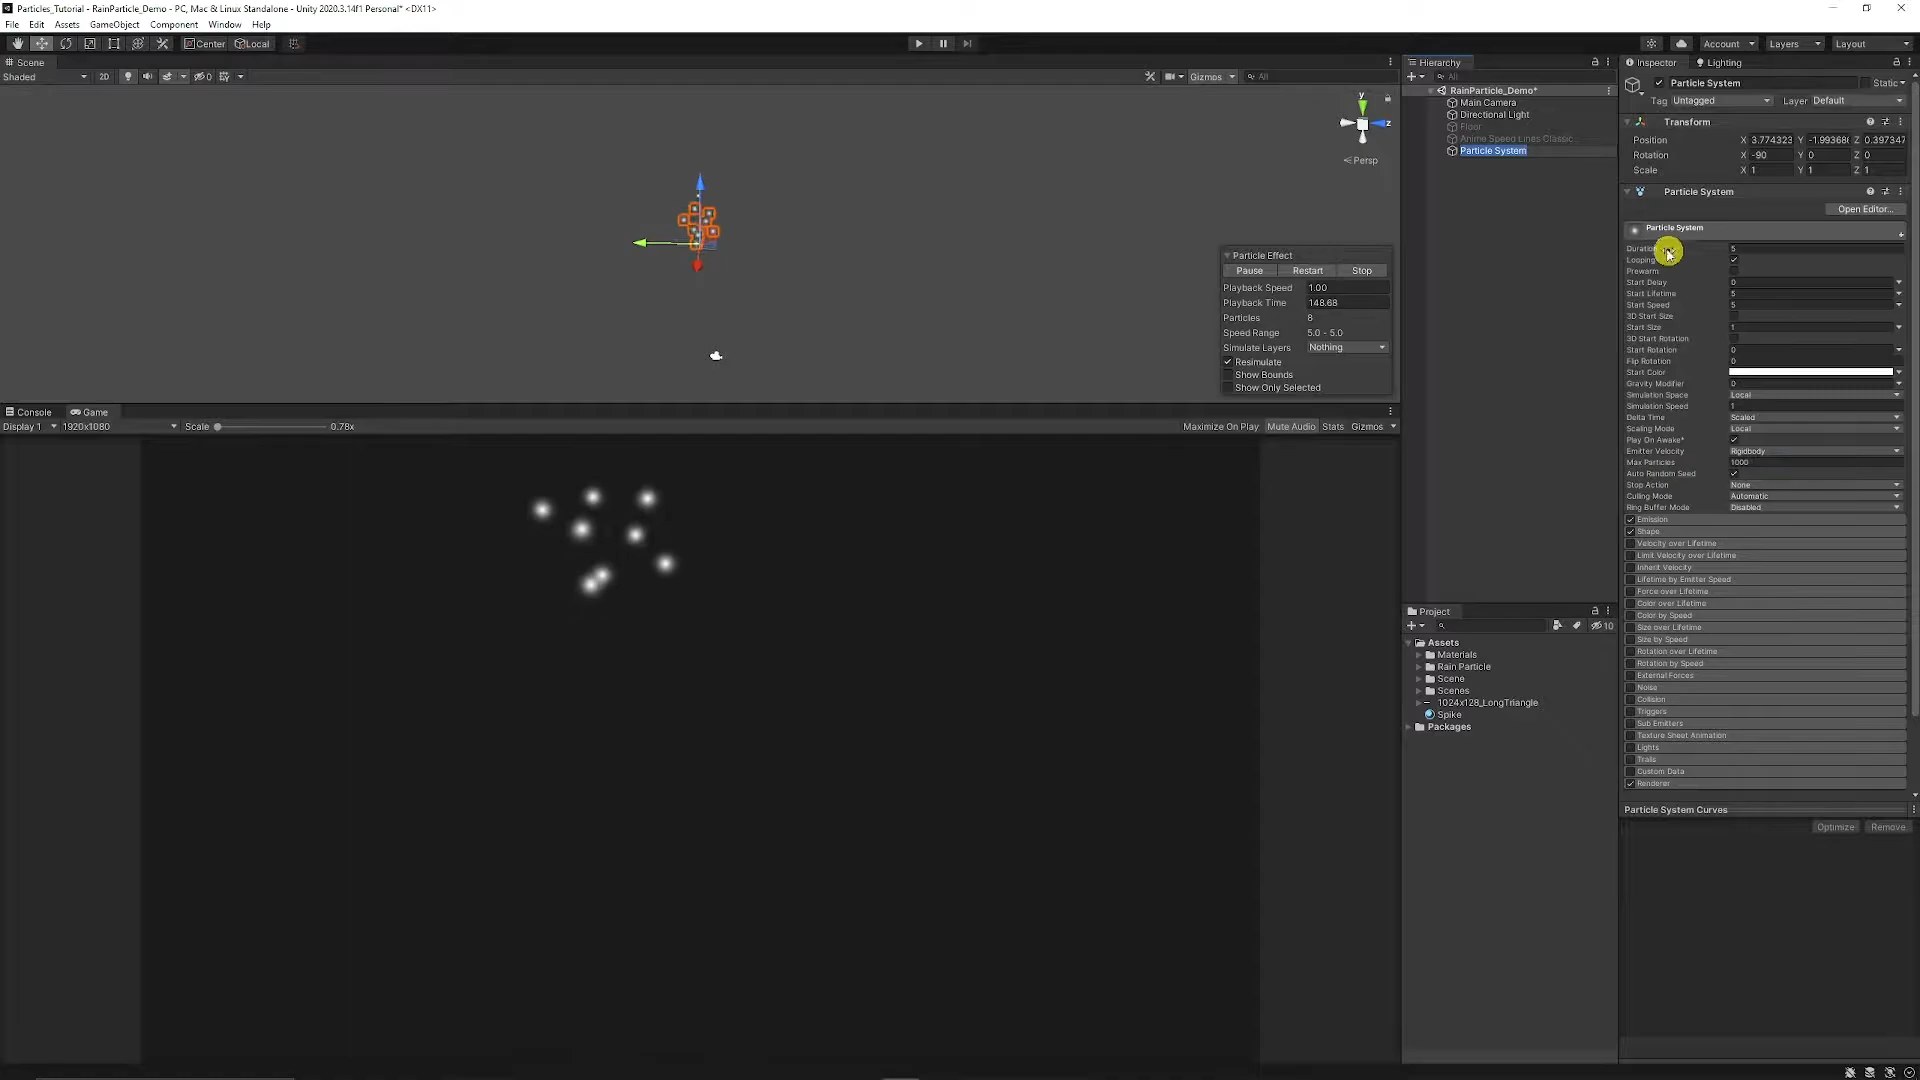 Particles_Tutorial - RainParticle_Demo - PC, Mac & Linux Standalone - Unity 2020.3.14f1 Personal* <DX11>
File Edit Assets GameObject Component Window Help
Center Local
Account Layers Layout
Scene
Shaded 2D 0 Gizmos All
y
z
Persp
Particle Effect
Pause Restart Stop
Playback Speed 1.00
Playback Time 148.68
Particles 8
Speed Range 5.0 - 5.0
Simulate Layers Nothing
Resimulate
Show Bounds
Show Only Selected
Console Game
Display 1 1920x1080 Scale 0.78x Maximize On Play Mute Audio Stats Gizmos
Hierarchy
All
RainParticle_Demo*
Main Camera
Directional Light
Floor
Anime Speed Lines Classic
Particle System
Project
10
Assets
Materials
Rain Particle
Scene
Scenes
1024x128_LongTriangle
Spike
Packages
Inspector Lighting
Particle System Static
Tag Untagged Layer Default
Transform
Position X 3.774323 Y -1.99368 Z 0.397347
Rotation X -90 Y 0 Z 0
Scale X 1 Y 1 Z 1
Particle System
Open Editor...
Particle System
Duration 5
Looping
Prewarm
Start Delay 0
Start Lifetime 5
Start Speed 5
3D Start Size
Start Size 1
3D Start Rotation
Start Rotation 0
Flip Rotation 0
Start Color
Gravity Modifier 0
Simulation Space Local
Simulation Speed 1
Delta Time Scaled
Scaling Mode Local
Play On Awake*
Emitter Velocity Rigidbody
Max Particles 1000
Auto Random Seed
Stop Action None
Culling Mode Automatic
Ring Buffer Mode Disabled
Emission
Shape
Velocity over Lifetime
Limit Velocity over Lifetime
Inherit Velocity
Lifetime by Emitter Speed
Force over Lifetime
Color over Lifetime
Color by Speed
Size over Lifetime
Size by Speed
Rotation over Lifetime
Rotation by Speed
External Forces
Noise
Collision
Triggers
Sub Emitters
Texture Sheet Animation
Lights
Trails
Custom Data
Renderer
Particle System Curves
Optimize Remove